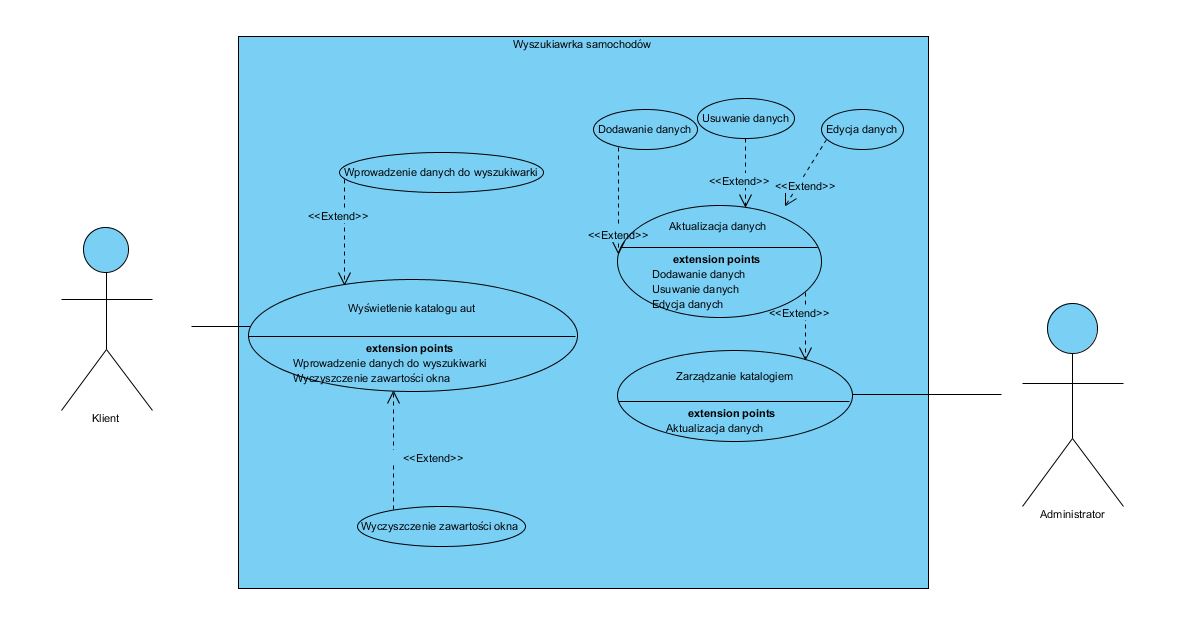 Wyszukiawrka samochodów
Dodawanie danych
Usuwanie danych
Edycja danych
Wprowadzenie danych do wyszukiwarki
<<Extend>>
<<Extend>>
<<Extend>>
<<Extend>>
Aktualizacja danych
extension points
Dodawanie danych
Usuwanie danych
Edycja danych
<<Extend>>
Wyświetlenie katalogu aut
extension points
Wprowadzenie danych do wyszukiwarki
Wyczyszczenie zawartości okna
Zarządzanie katalogiem
extension points
Aktualizacja danych
Klient
<<Extend>>
Wyczyszczenie zawartości okna
Administrator